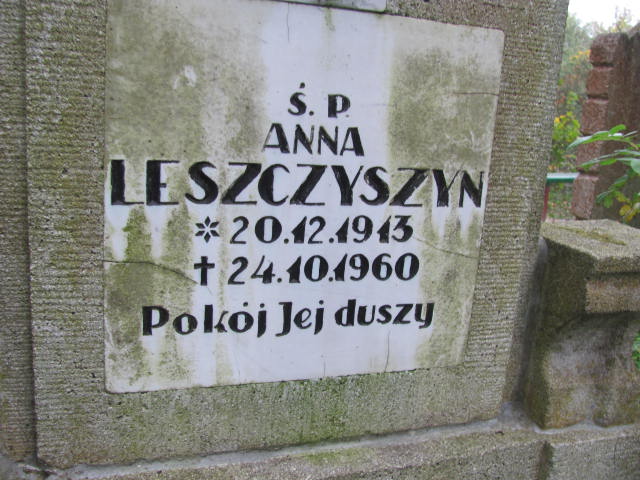 Ś. P.
ANNA
LESZCZYSZYN
* 20.12.1913
† 24.10.1960
Pokój Jej duszy